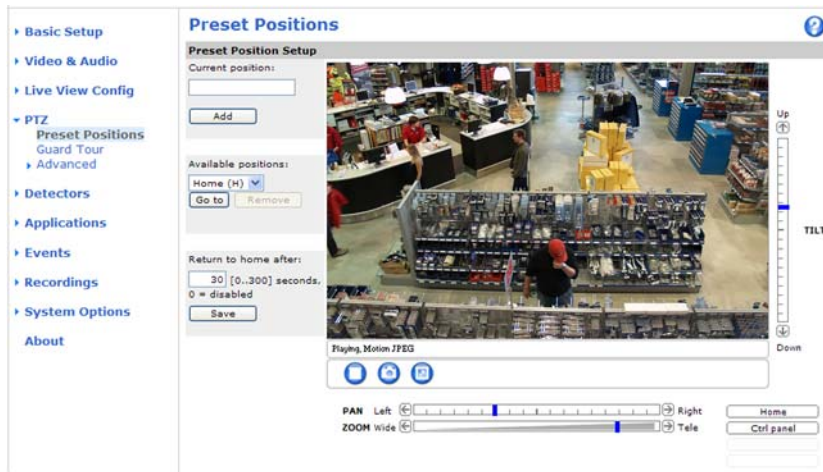 Basic Setup
Video & Audio
Live View Config
PTZ
Preset Positions
Guard Tour
Advanced
Detectors
Applications
Events
Recordings
System Options
About
Preset Positions
?
Preset Position Setup
Current position:
Add
Available positions:
Home (H)
Go to
Remove
Return to home after:
30 [0..300] seconds,
0 = disabled
Save
Playing, Motion JPEG
Up
TILT
Down
PAN Left Right
ZOOM Wide Tele
Home
Ctrl panel